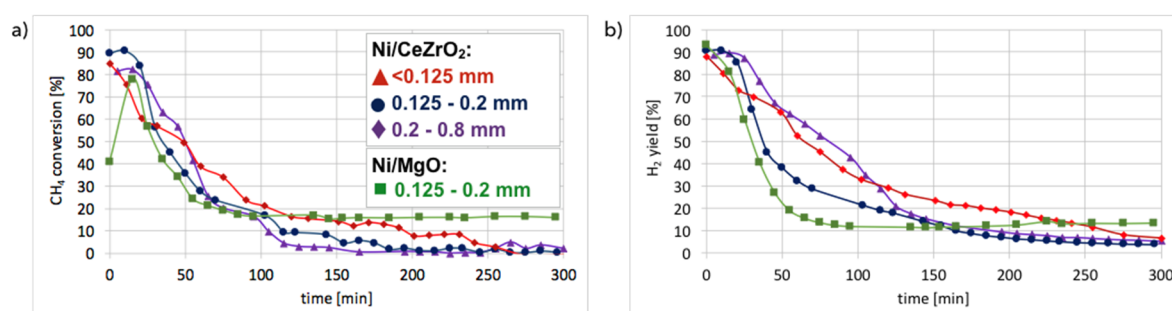 a)
CH₄ conversion [%]
100
90
80
70
60
50
40
30
20
10
0
0 50 100 150 200 250 300
time [min]
Ni/CeZrO₂:
<0.125 mm
0.125 - 0.2 mm
0.2 - 0.8 mm
Ni/MgO:
0.125 - 0.2 mm
b)
H₂ yield [%]
100
90
80
70
60
50
40
30
20
10
0
0 50 100 150 200 250 300
time [min]